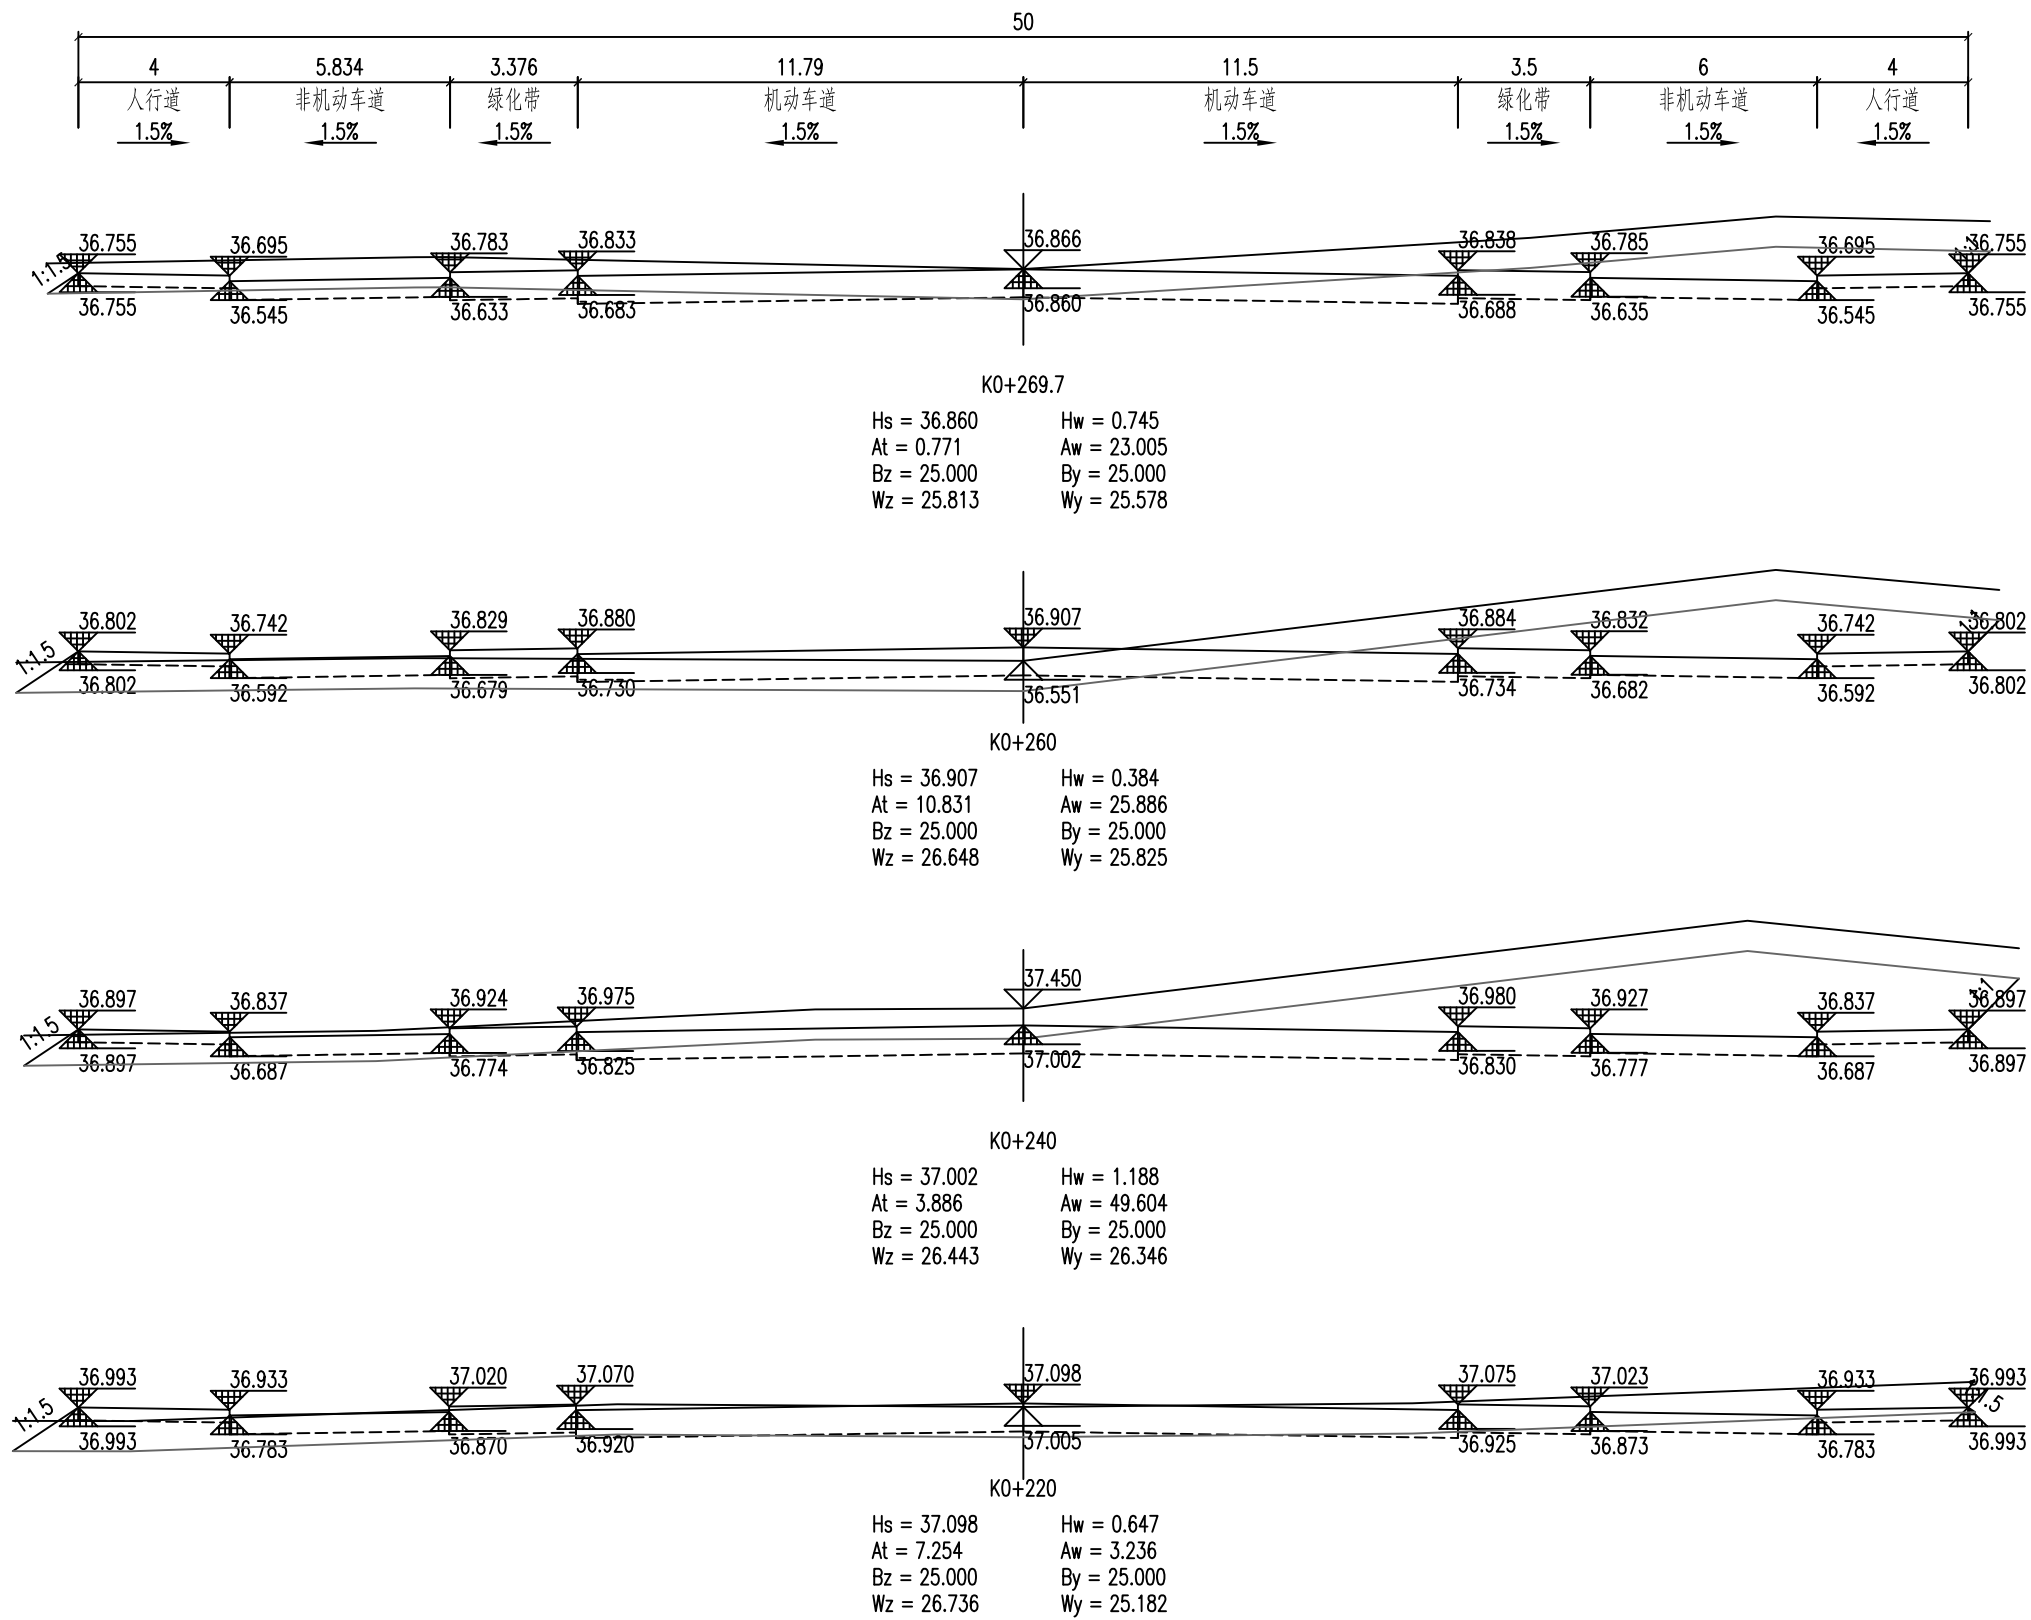 50
4 5.834 3.376 11.79 11.5 3.5 6 4
人行道 非机动车道 绿化带 机动车道 机动车道 绿化带 非机动车道 人行道
1.5% 1.5% 1.5% 1.5% 1.5% 1.5% 1.5% 1.5%
36.755 36.695 36.783 36.833 36.866 36.838 36.785 36.695 36.755
1:1.5 1:1
36.755 36.545 36.633 36.683 36.860 36.688 36.635 36.545 36.755
K0+269.7
Hs = 36.860 Hw = 0.745
At = 0.771 Aw = 23.005
Bz = 25.000 By = 25.000
Wz = 25.813 Wy = 25.578
36.802 36.742 36.829 36.880 36.907 36.884 36.832 36.742 36.802
1:1.5 1:1
36.802 36.592 36.679 36.730 36.551 36.734 36.682 36.592 36.802
K0+260
Hs = 36.907 Hw = 0.384
At = 10.831 Aw = 25.886
Bz = 25.000 By = 25.000
Wz = 26.648 Wy = 25.825
36.897 36.837 36.924 36.975 37.450 36.980 36.927 36.837 36.897
1:1.5 1:1
36.897 36.687 36.774 36.825 37.002 36.830 36.777 36.687 36.897
K0+240
Hs = 37.002 Hw = 1.188
At = 3.886 Aw = 49.604
Bz = 25.000 By = 25.000
Wz = 26.443 Wy = 26.346
36.993 36.933 37.020 37.070 37.098 37.075 37.023 36.933 36.993
1:1.5
36.993 36.783 36.870 36.920 37.005 36.925 36.873 36.783 36.993
K0+220
Hs = 37.098 Hw = 0.647
At = 7.254 Aw = 3.236
Bz = 25.000 By = 25.000
Wz = 26.736 Wy = 25.182